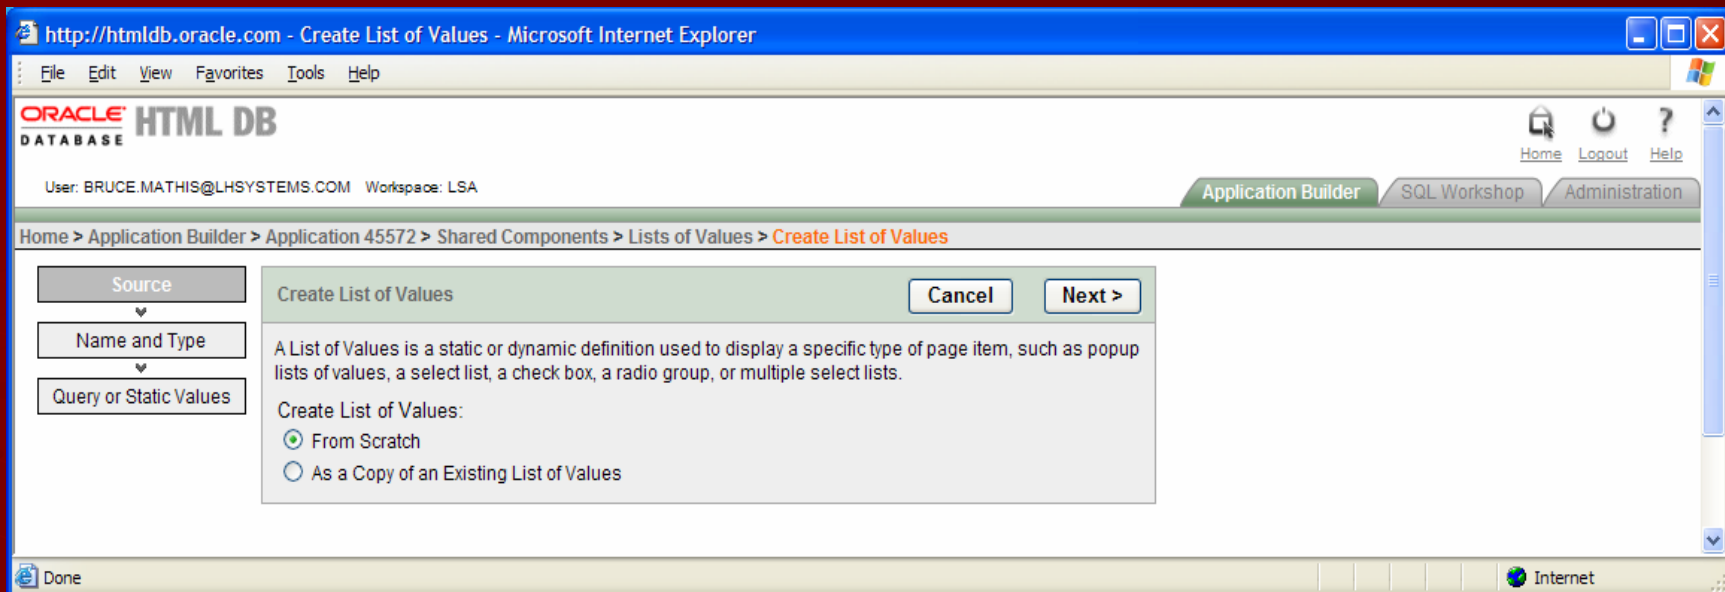 http://htmldb.oracle.com - Create List of Values - Microsoft Internet Explorer
File Edit View Favorites Tools Help
ORACLE HTML DB
DATABASE
Home Logout Help
User: BRUCE.MATHIS@LHSYSTEMS.COM Workspace: LSA
Application Builder SQL Workshop Administration
Home > Application Builder > Application 45572 > Shared Components > Lists of Values > Create List of Values
Source
Create List of Values
Cancel
Next >
Name and Type
Query or Static Values
A List of Values is a static or dynamic definition used to display a specific type of page item, such as popup
lists of values, a select list, a check box, a radio group, or multiple select lists.
Create List of Values:
From Scratch
As a Copy of an Existing List of Values
Done
Internet